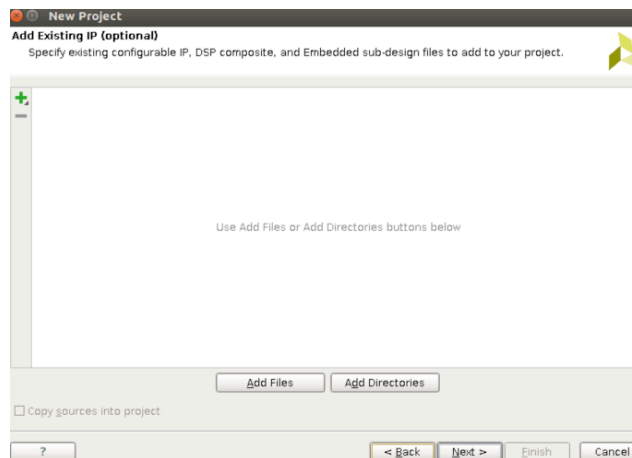 New Project
Add Existing IP (optional)
Specify existing configurable IP, DSP composite, and Embedded sub-design files to add to your project.
Use Add Files or Add Directories buttons below
Add Files Add Directories
Copy sources into project
? < Back Next > Finish Cancel